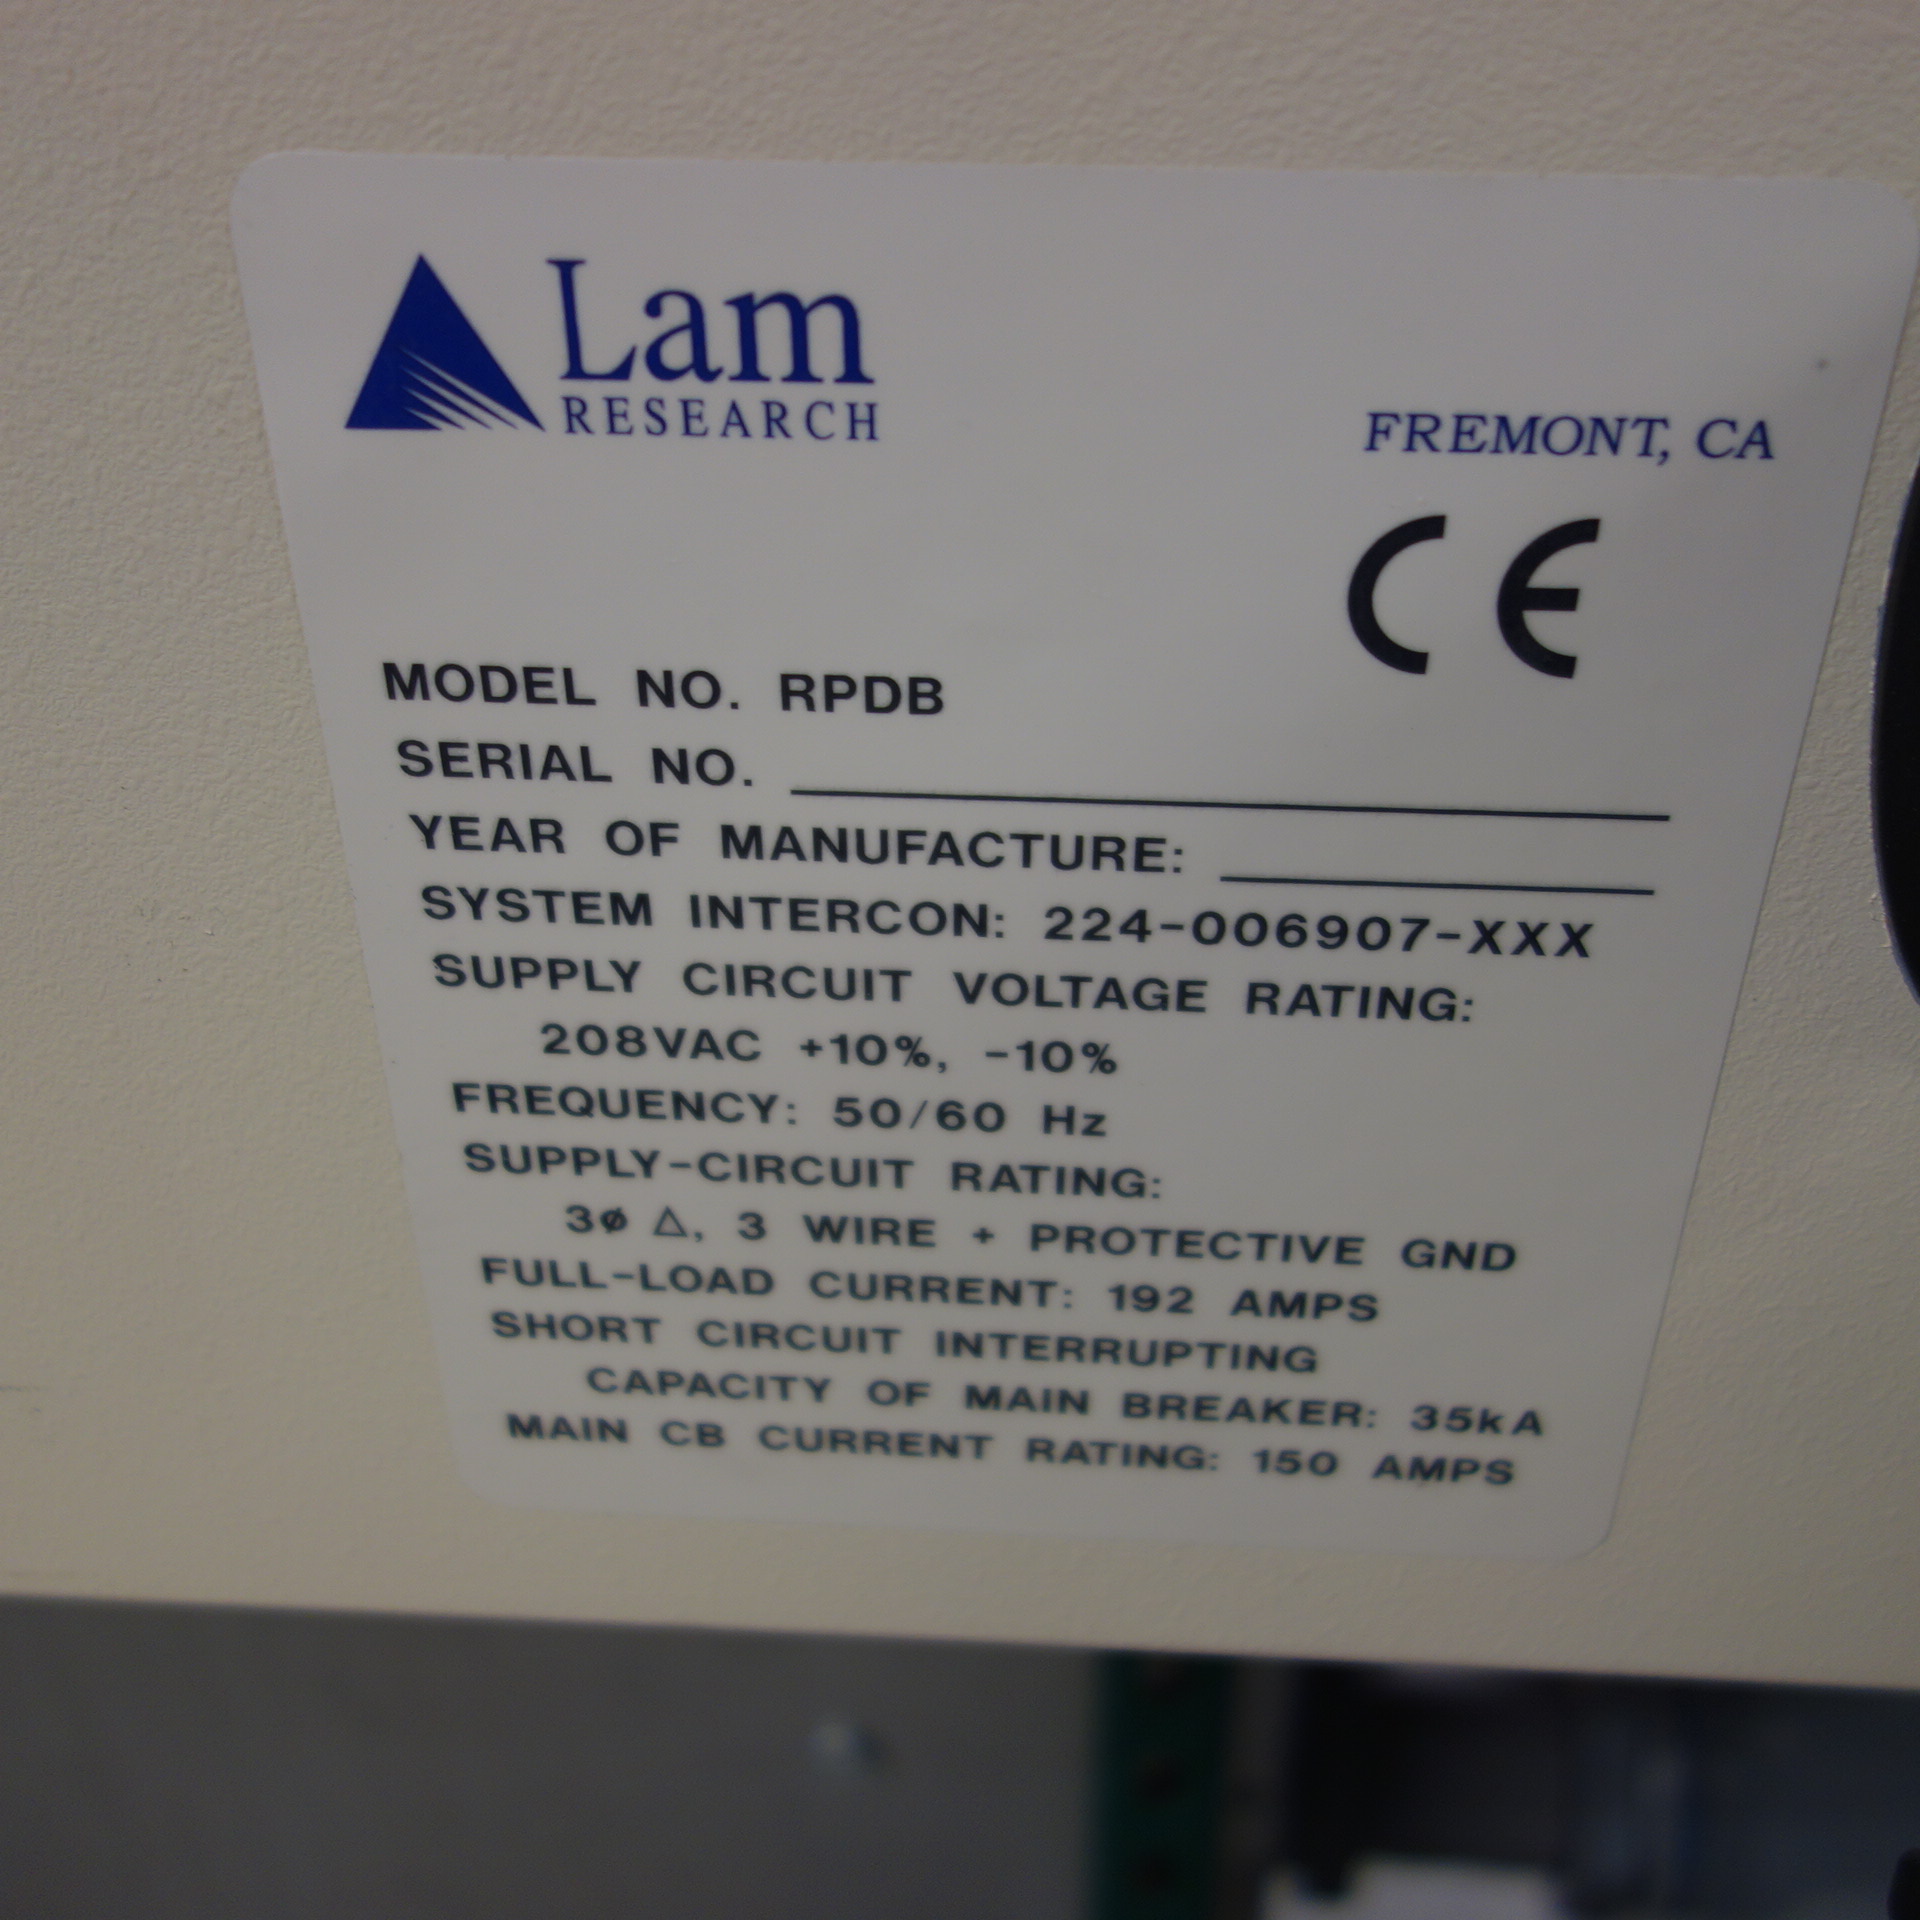 Lam
RESEARCH
FREMONT, CA
CE
MODEL NO. RPDB
SERIAL NO.
YEAR OF MANUFACTURE:
SYSTEM INTERCON: 224-006907-XXX
SUPPLY CIRCUIT VOLTAGE RATING:
208VAC +10%, -10%
FREQUENCY: 50/60 Hz
SUPPLY-CIRCUIT RATING:
3ø △, 3 WIRE + PROTECTIVE GND
FULL-LOAD CURRENT: 192 AMPS
SHORT CIRCUIT INTERRUPTING
CAPACITY OF MAIN BREAKER: 35kA
MAIN CB CURRENT RATING: 150 AMPS